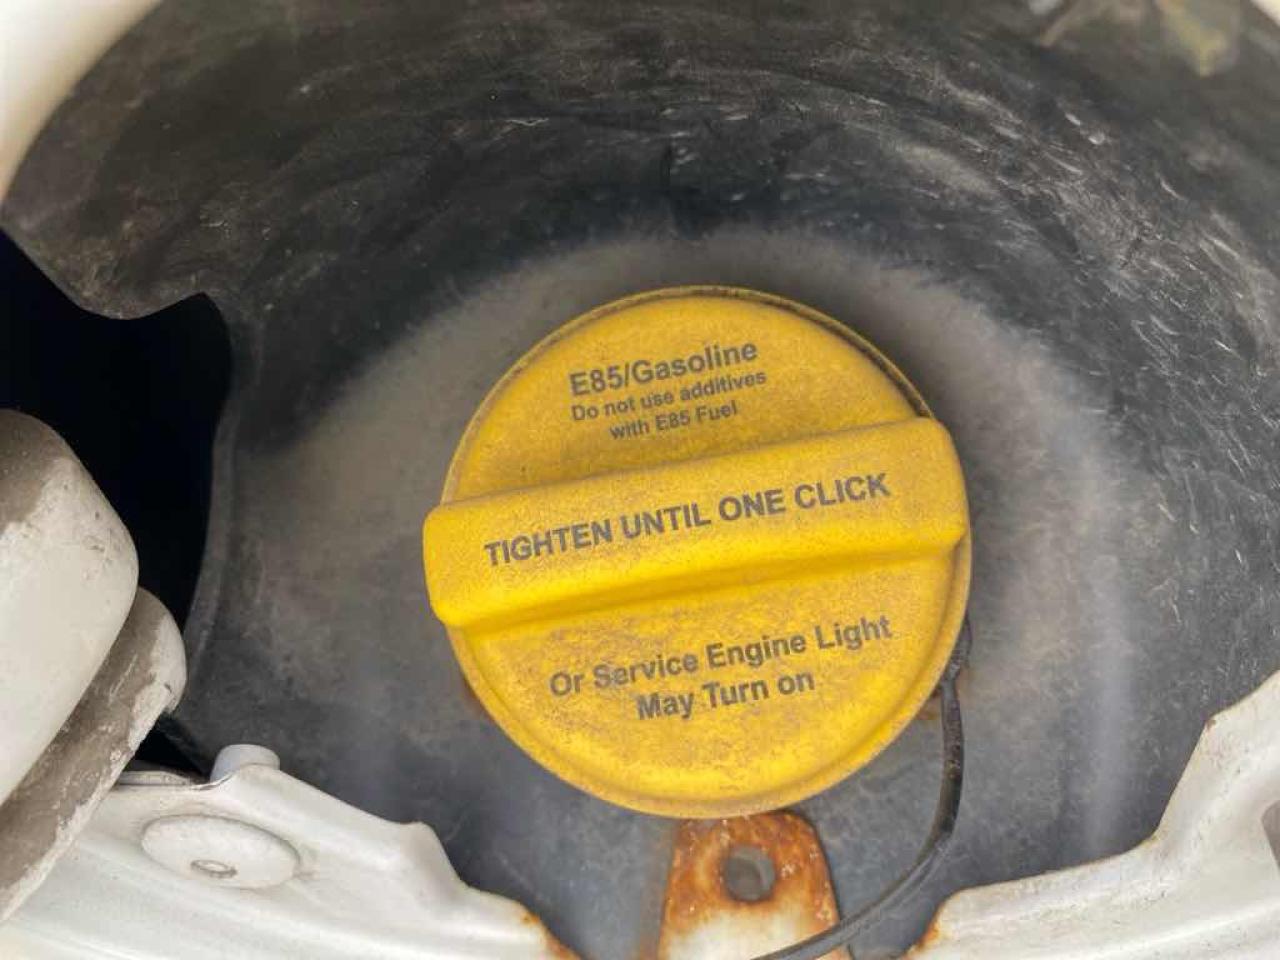 E85/Gasoline
Do not use additives
with E85 Fuel
TIGHTEN UNTIL ONE CLICK
Or Service Engine Light
May Turn on